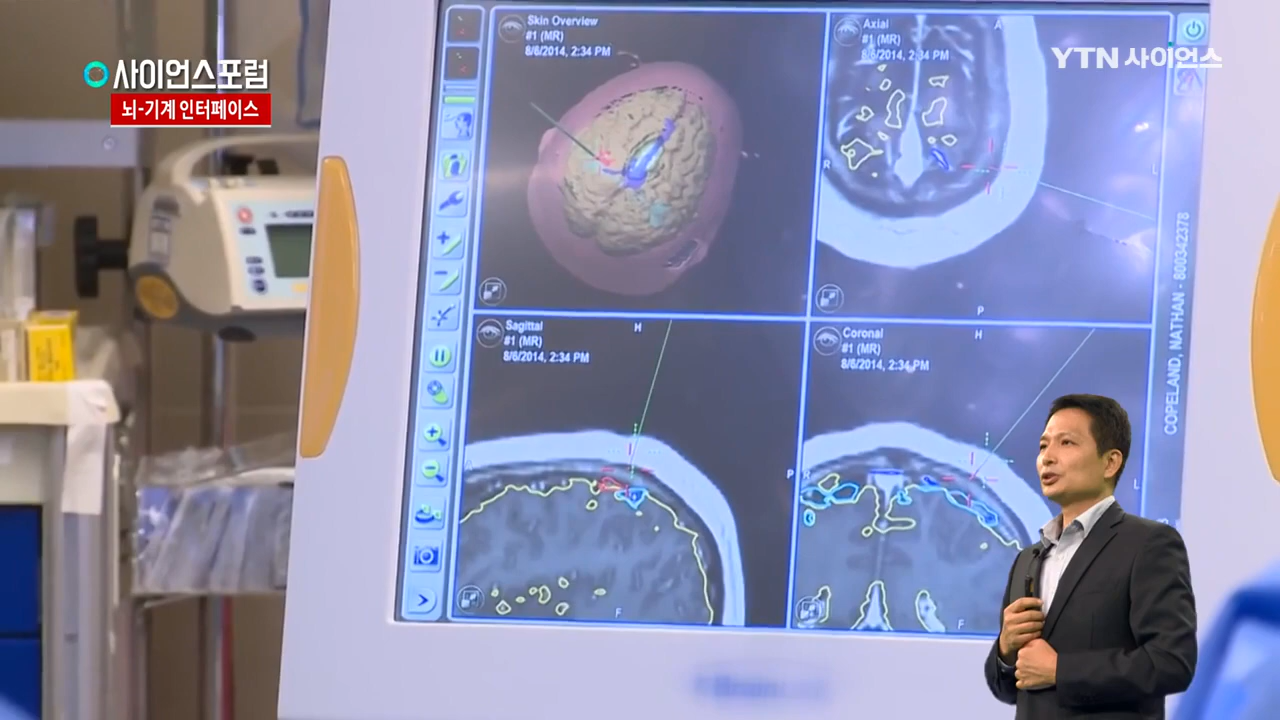 사이언스포럼
뇌-기계 인터페이스
YTN 사이언스
Skin Overview
#1 (MR)
8/6/2014, 2:34 PM
Axial
#1 (MR)
8/6/2014, 2:34 PM
A
R
L
P
Sagittal
#1 (MR)
8/6/2014, 2:34 PM
H
P
F
Coronal
#1 (MR)
8/6/2014, 2:34 PM
H
R
L
F
COPELAND, NATHAN - 800342378